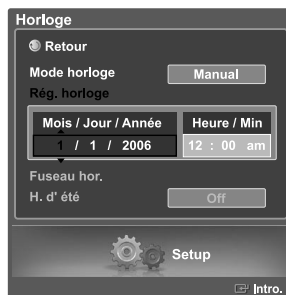 Horloge
Retour
Mode horloge Manual
Rég. horloge
Mois / Jour / Année Heure / Min
1 / 1 / 2006 12 : 00 am
Fuseau hor.
H. d' été Off
Setup
Intro.